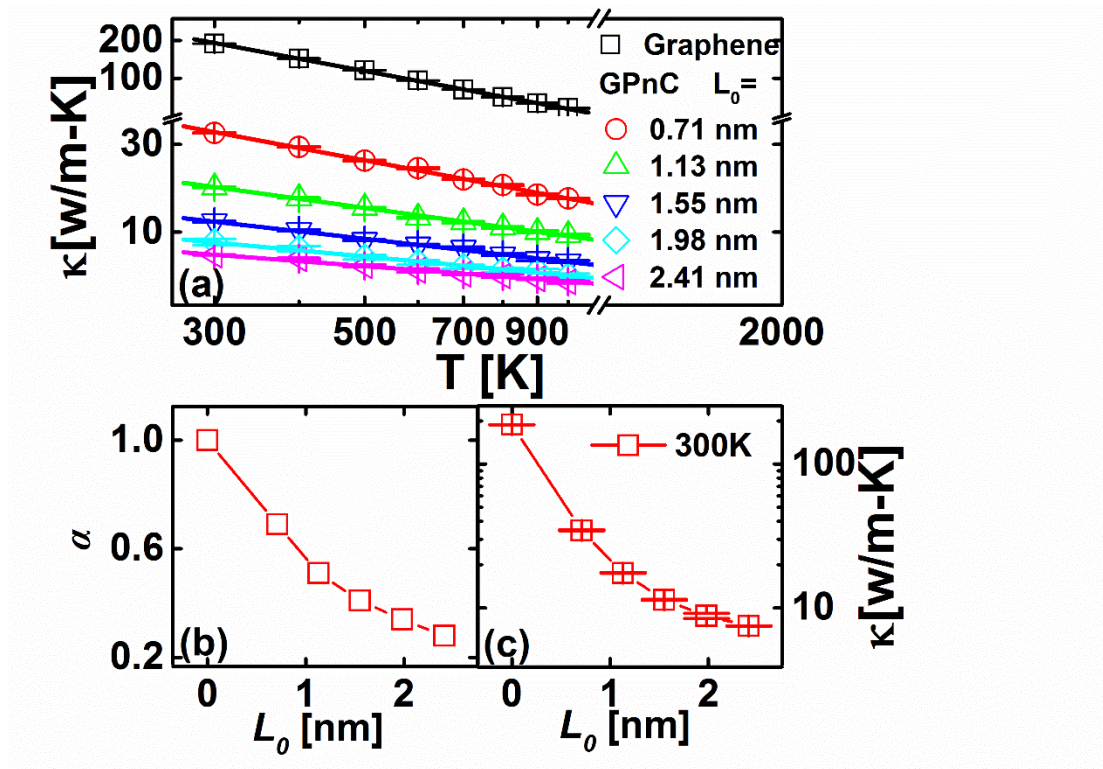 200
100
30
10
κ[w/m-K]
Graphene
GPnC L0=
0.71 nm
1.13 nm
1.55 nm
1.98 nm
2.41 nm
(a)
300 500 700 900 2000
T [K]
1.0
0.6
0.2
α
(b)
0 1 2
L0 [nm]
300K
100
10
κ[w/m-K]
(c)
0 1 2
L0 [nm]